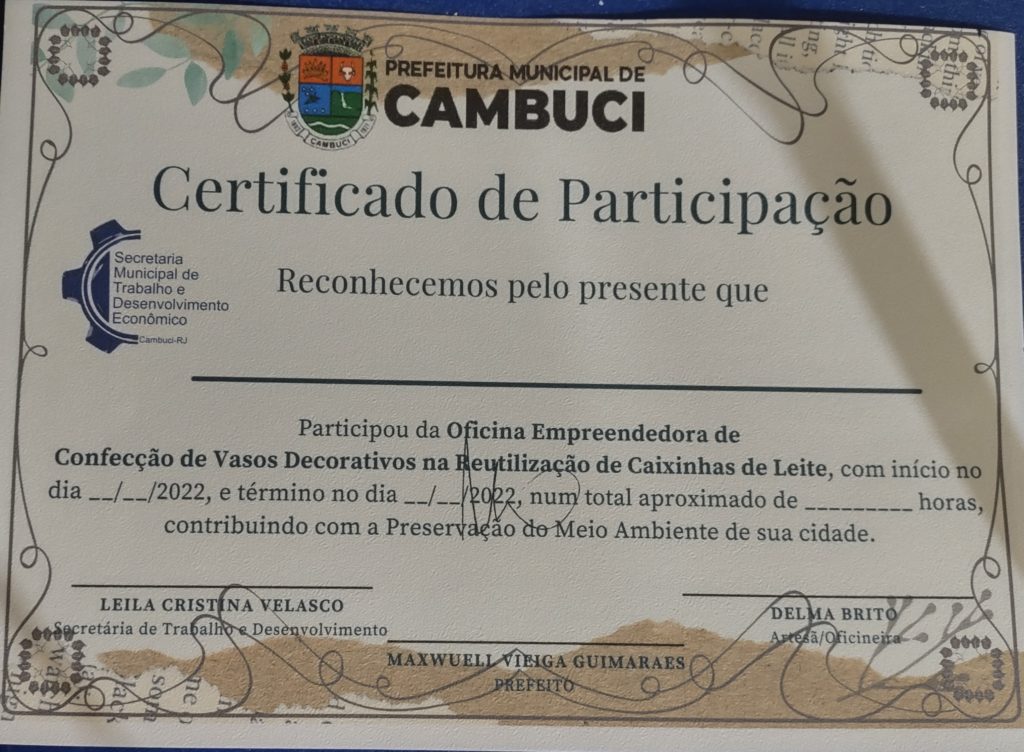 PREFEITURA MUNICIPAL DE
CAMBUCI
CAMBUCI
Certificado de Participação
Secretaria
Municipal de
Trabalho e
Desenvolvimento
Econômico
Cambuci-RJ
Reconhecemos pelo presente que
Participou da Oficina Empreendedora de
Confecção de Vasos Decorativos na Reutilização de Caixinhas de Leite, com início no
dia __/__/2022, e término no dia __/__/2022, num total aproximado de _________ horas,
contribuindo com a Preservação do Meio Ambiente de sua cidade.
LEILA CRISTINA VELASCO
Secretária de Trabalho e Desenvolvimento
DELMA BRITO
Artesã/Oficineira
MAXWUELL VIEIGA GUIMARAES
PREFEITO